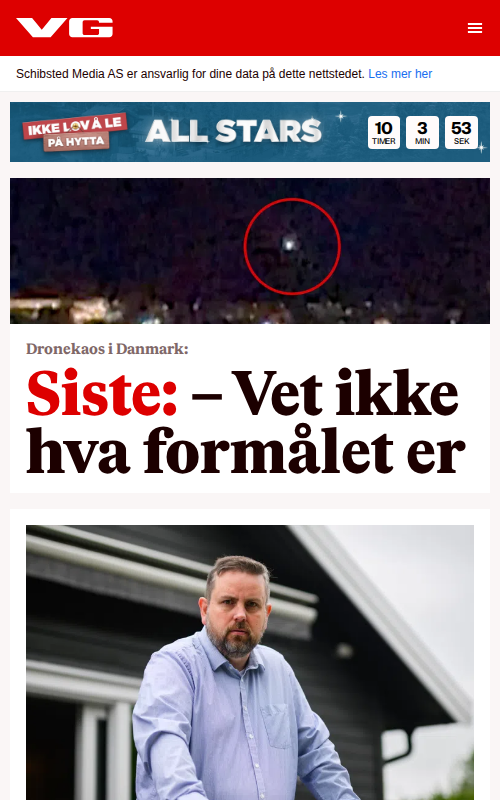 VG
Schibsted Media AS er ansvarlig for dine data på dette nettstedet. Les mer her
IKKE LOV Å LE
PÅ HYTTA
ALL STARS
10
TIMER
3
MIN
53
SEK
Dronekaos i Danmark:
Siste: – Vet ikke
hva formålet er